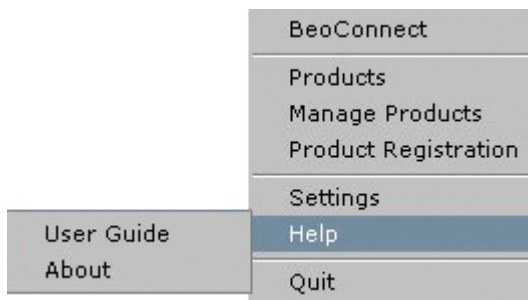 BeoConnect
Products
Manage Products
Product Registration
Settings
Help
User Guide
About
Quit